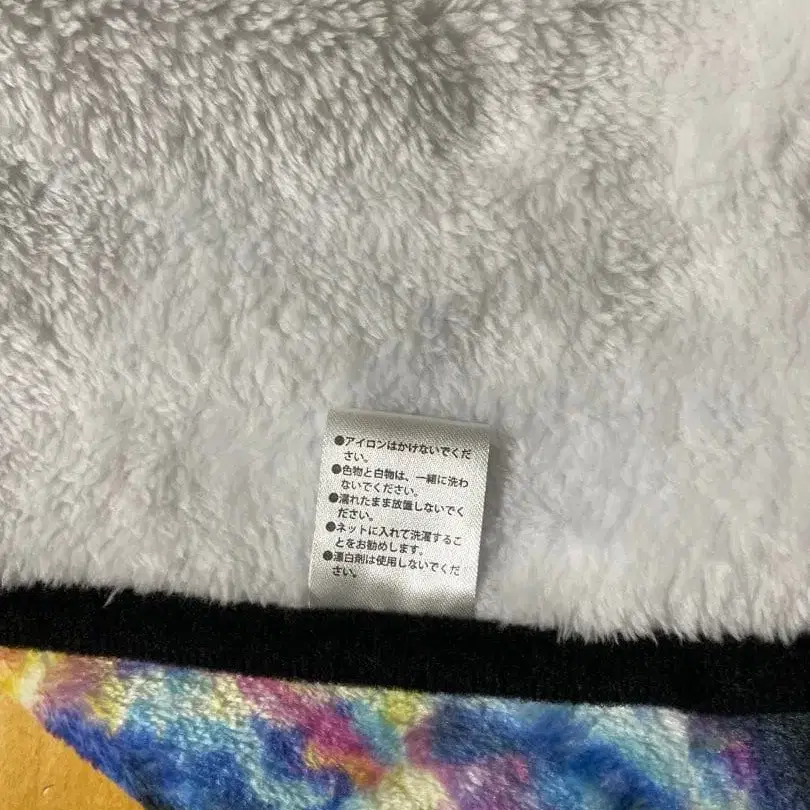 ●アイロンはかけないでくだ
さい。
●色物と白物は、一緒に洗わ
ないでください。
●濡れたまま放置しないでく
ださい。
●ネットに入れて洗濯するこ
とをお勧めします。
●漂白剤は使用しないでくだ
さい。